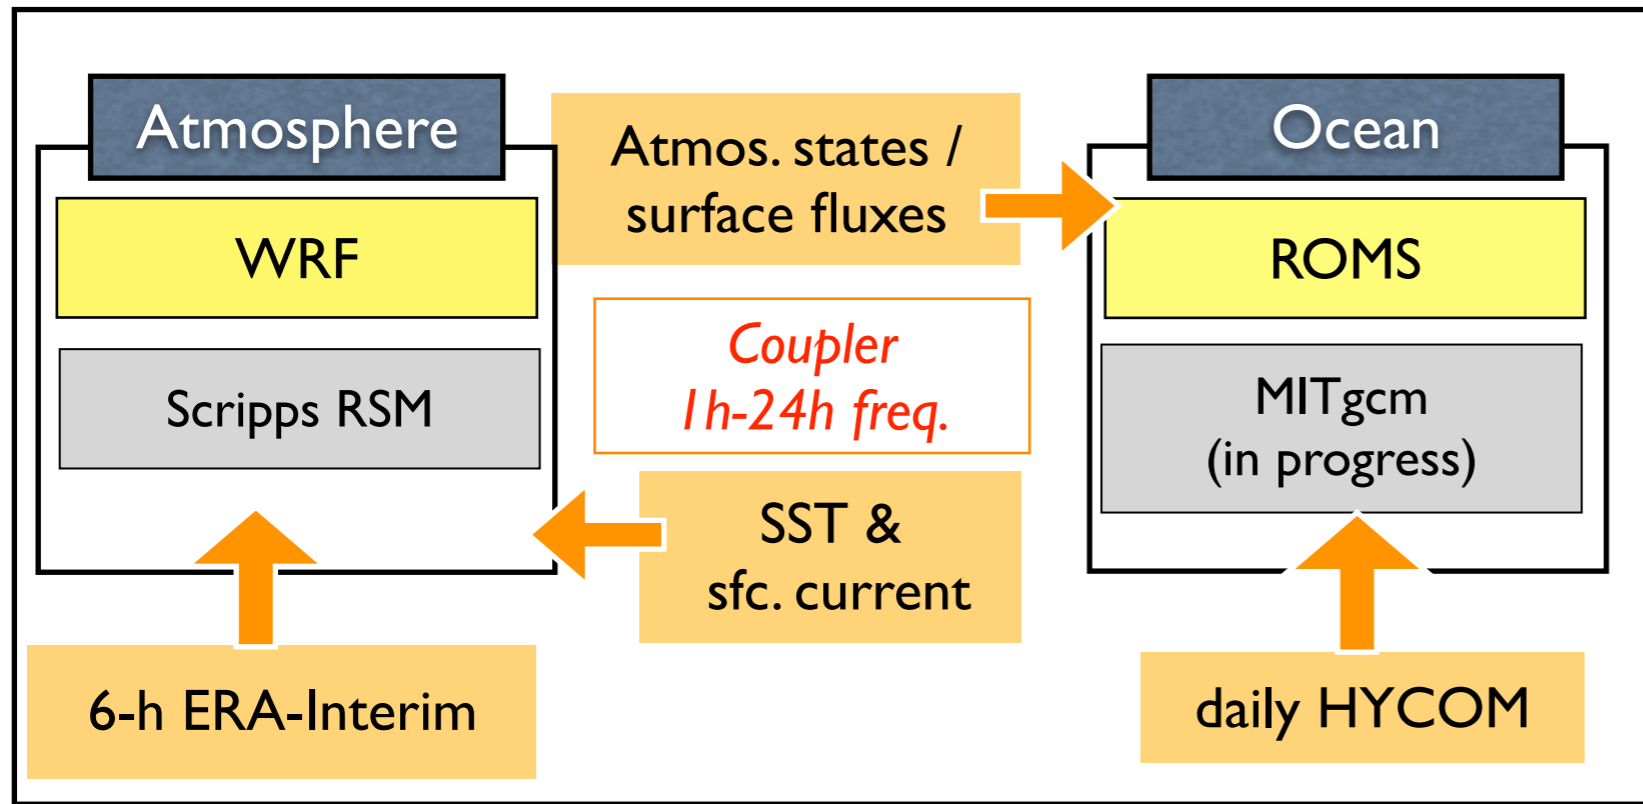 Atmosphere
WRF
Scripps RSM
6-h ERA-Interim
Atmos. states /
surface fluxes
Coupler
1h-24h freq.
SST &
sfc. current
Ocean
ROMS
MITgcm
(in progress)
daily HYCOM